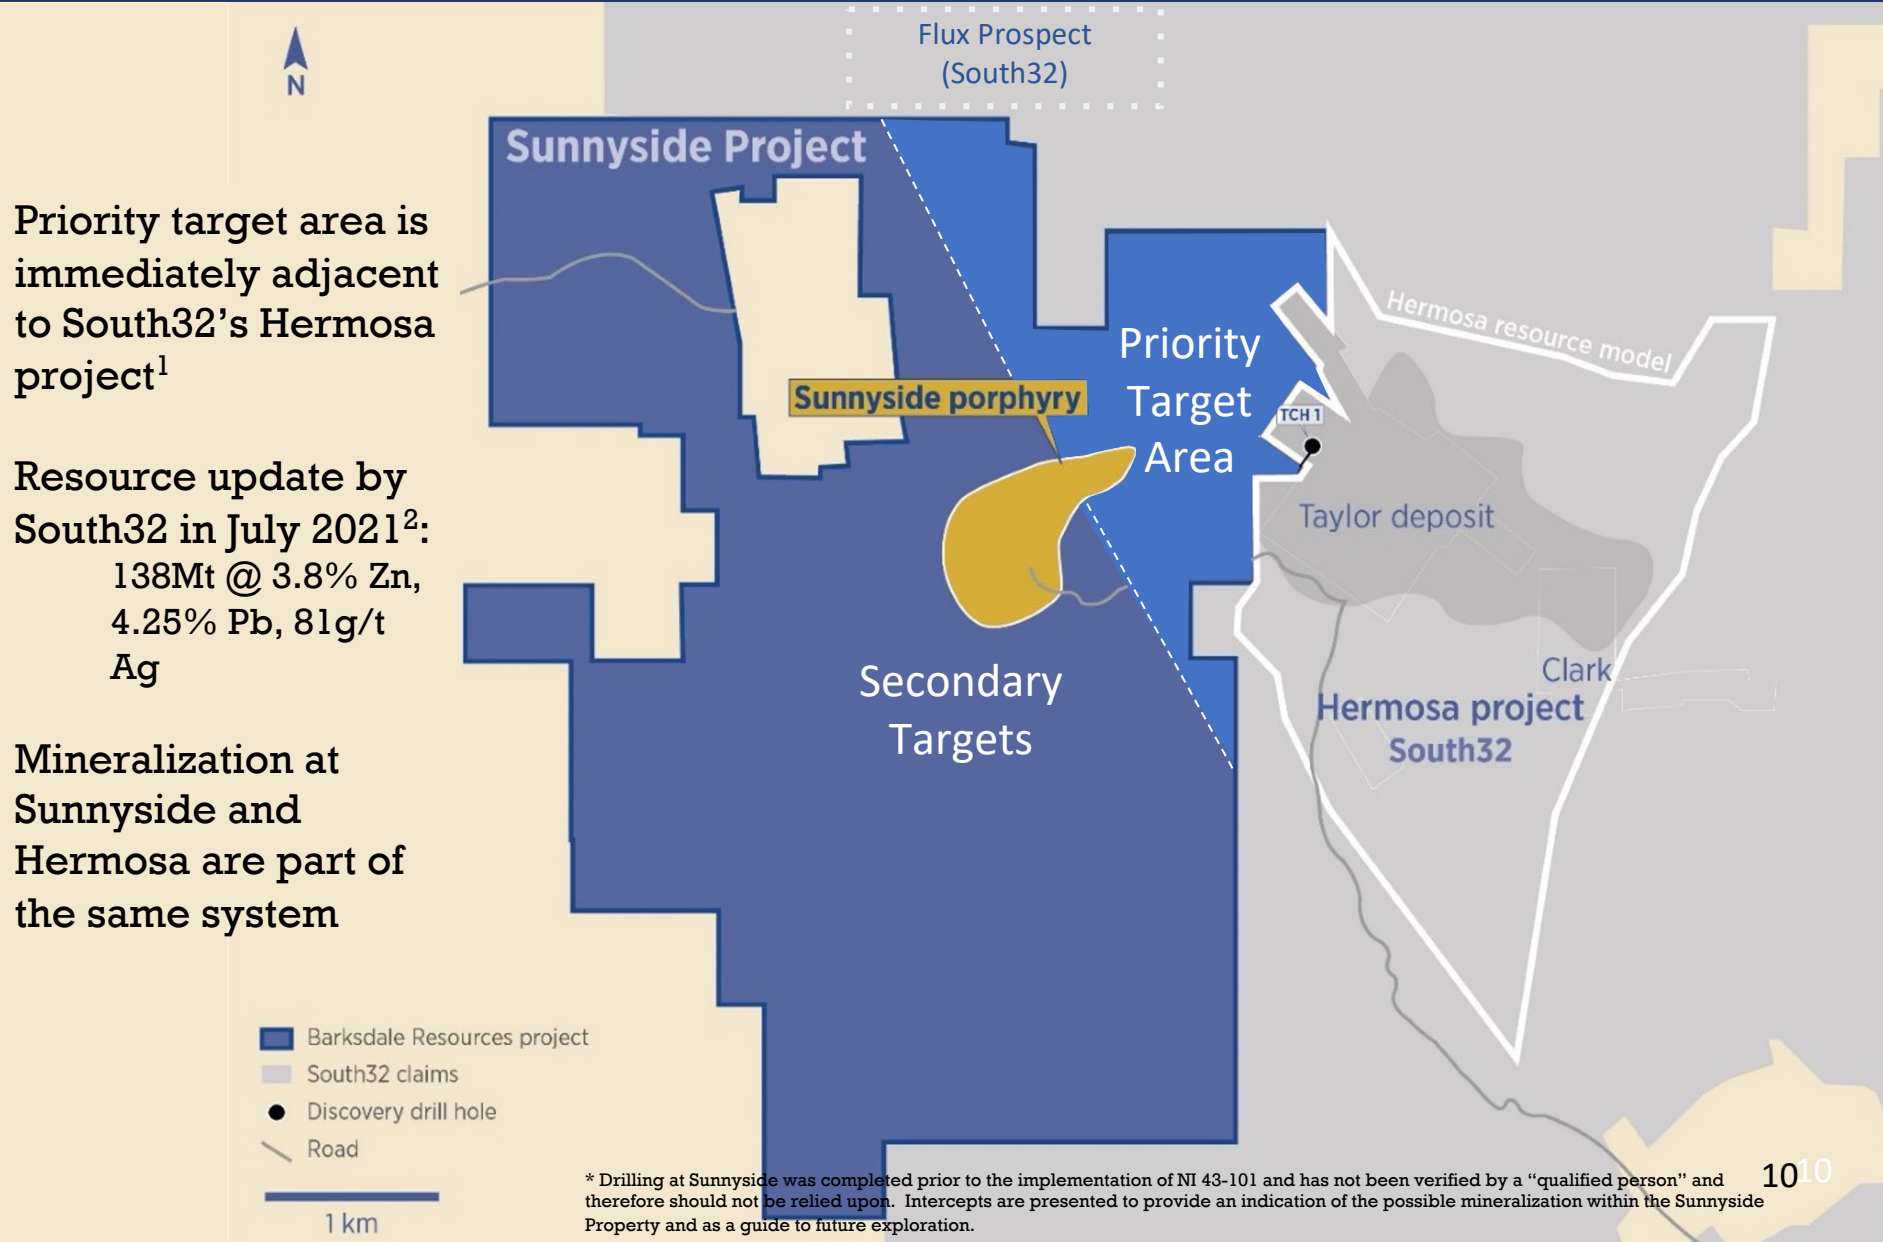 Flux Prospect
(South32)
N
Sunnyside Project
Priority target area is
immediately adjacent
to South32’s Hermosa
project¹
Resource update by
South32 in July 2021²:
138Mt @ 3.8% Zn,
4.25% Pb, 81g/t
Ag
Mineralization at
Sunnyside and
Hermosa are part of
the same system
Hermosa resource model
Priority
Target
Area
Sunnyside porphyry
TCH 1
Taylor deposit
Secondary
Targets
Clark
Hermosa project
South32
Barksdale Resources project
South32 claims
Discovery drill hole
Road
1 km
* Drilling at Sunnyside was completed prior to the implementation of NI 43-101 and has not been verified by a “qualified person” and
therefore should not be relied upon. Intercepts are presented to provide an indication of the possible mineralization within the Sunnyside
Property and as a guide to future exploration.
10
10